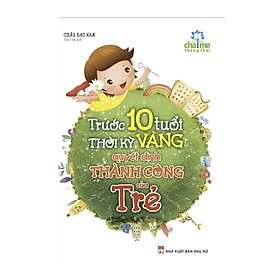 CHÂU ĐẠO NAM
cha mẹ
thông thái
TRƯỚC 10 TUỔI
THỜI KỲ VÀNG
quyết định
THÀNH CÔNG
của
TRẺ
NHÀ XUẤT BẢN PHỤ NỮ